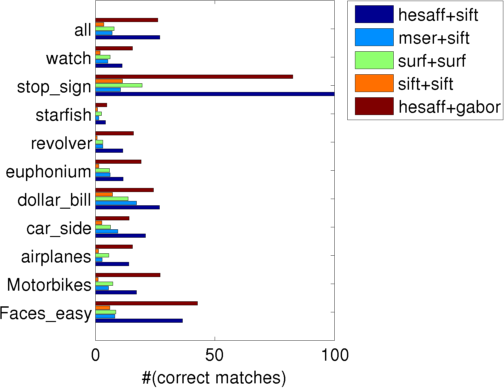 all
watch
stop_sign
starfish
revolver
euphonium
dollar_bill
car_side
airplanes
Motorbikes
Faces_easy
0 50 100
#(correct matches)
hesaff+sift
mser+sift
surf+surf
sift+sift
hesaff+gabor